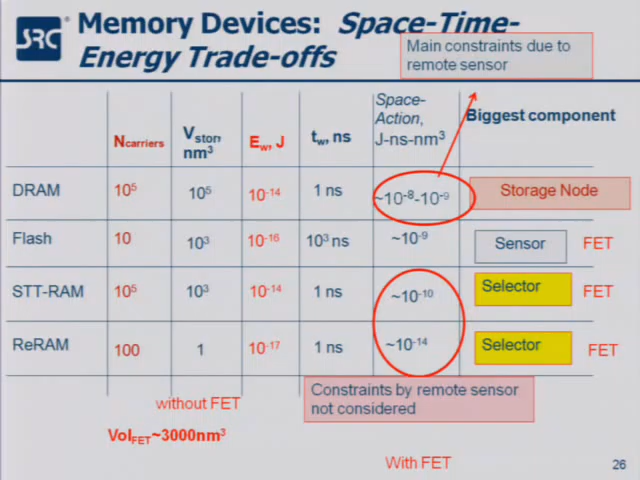 SRC
Memory Devices: Space-Time-
Energy Trade-offs
Main constraints due to
remote sensor
Ncarriers
Vstor,
nm³
Ew, J
tw, ns
Space-
Action,
J-ns-nm³
Biggest component
DRAM 10⁵ 10⁵ 10⁻¹⁴ 1 ns ~10⁻⁸-10⁻⁹ Storage Node
Flash 10 10³ 10⁻¹⁶ 10³ ns ~10⁻⁹ Sensor FET
STT-RAM 10⁵ 10³ 10⁻¹⁴ 1 ns ~10⁻¹⁰ Selector FET
ReRAM 100 1 10⁻¹⁷ 1 ns ~10⁻¹⁴ Selector FET
without FET
Constraints by remote sensor
not considered
VolFET~3000nm³
With FET
26